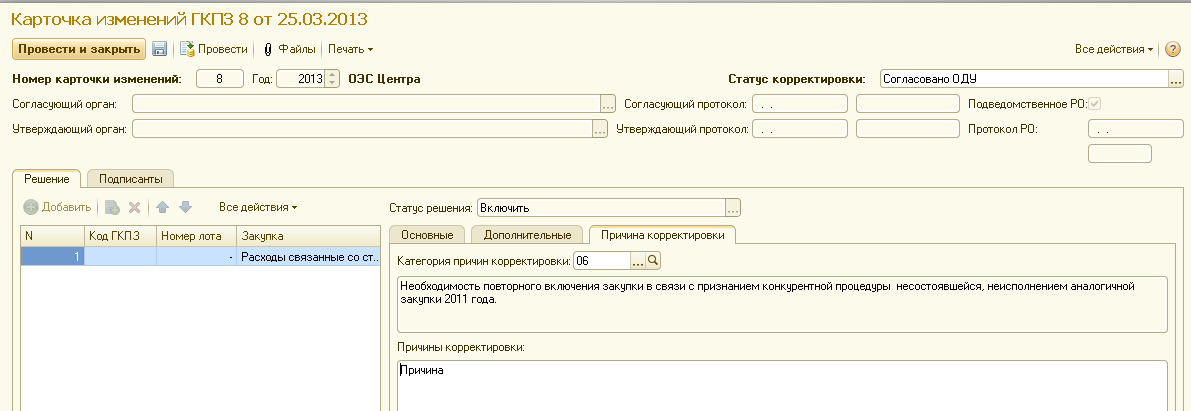 Карточка изменений ГКПЗ 8 от 25.03.2013
Провести и закрыть Провести Файлы Печать Все действия ?
Номер карточки изменений: 8 Год: 2013 ОЭС Центра Статус корректировки: Согласовано ОДУ ...
Согласующий орган: ... Согласующий протокол: . . Подведомственное РО:
Утверждающий орган: ... Утверждающий протокол: . . Протокол РО: . .
Решение Подписанты
Добавить Все действия Статус решения: Включить ...
N Код ГКПЗ Номер лота Закупка Основные Дополнительные Причина корректировки
1 - Расходы связанные со ст... Категория причин корректировки: 06 ...
Необходимость повторного включения закупки в связи с признанием конкурентной процедуры несостоявшейся, неисполнением аналогичной
закупки 2011 года.
Причины корректировки:
Причина